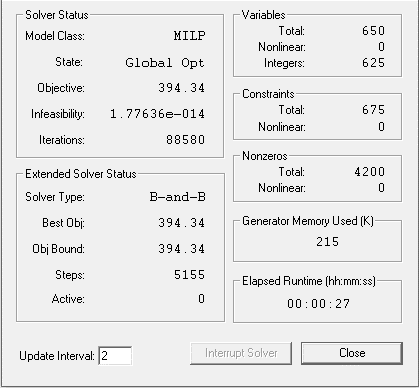 Solver Status
Model Class: MILP
State: Global Opt
Objective: 394.34
Infeasibility: 1.77636e-014
Iterations: 88580
Extended Solver Status
Solver Type: B-and-B
Best Obj: 394.34
Obj Bound: 394.34
Steps: 5155
Active: 0
Update Interval: 2
Variables
Total: 650
Nonlinear: 0
Integers: 625
Constraints
Total: 675
Nonlinear: 0
Nonzeros
Total: 4200
Nonlinear: 0
Generator Memory Used (K)
215
Elapsed Runtime (hh:mm:ss)
00:00:27
Interrupt Solver
Close